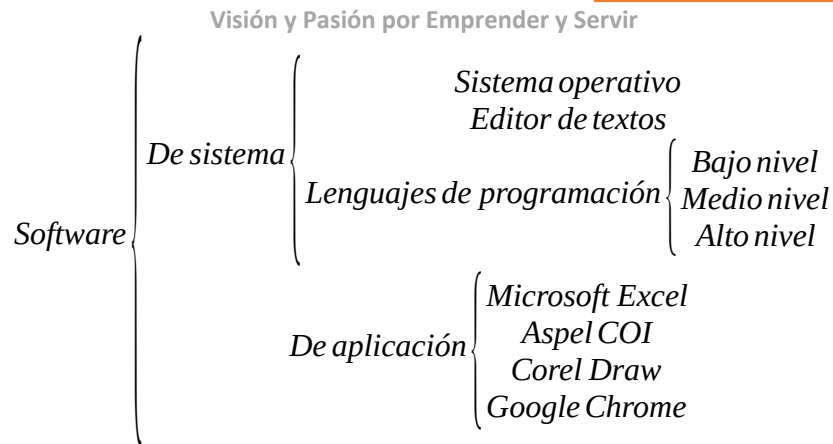 Visión y Pasión por Emprender y Servir
Software
De sistema
Sistema operativo
Editor de textos
Lenguajes de programación
Bajo nivel
Medio nivel
Alto nivel
De aplicación
Microsoft Excel
Aspel COI
Corel Draw
Google Chrome